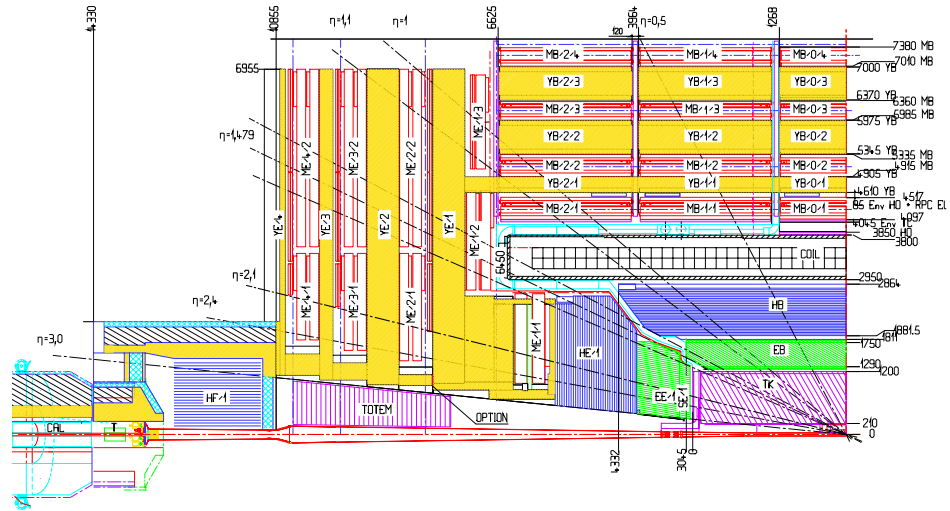 14.330
10855
η=1,1
η=1
6625
3964
120
η=0,5
1268
6955
7380 MB
7010 MB
7000 YB
6370 YB
6360 MB
5985 MB
5975 YB
5345 YB
5335 MB
4915 MB
4905 YB
4610 YB
4517
4097
3850 HO
3800
2950
2864
1811
1750
1290
1200
210
0
MB/2/4
MB/1/4
MB/0/4
YB/2/3
YB/1/3
YB/0/3
MB/2/3
MB/1/3
MB/0/3
YB/2/2
YB/1/2
YB/0/2
MB/2/2
MB/1/2
MB/0/2
YB/2/1
YB/1/1
YB/0/1
MB/2/1
MB/1/1
MB/0/1
η=1,479
ME/4/2
ME/3/2
ME/2/2
ME/1/3
YE/4
YE/3
YE/2
YE/1
ME/1/2
6450
COIL
η=2,1
ME/4/1
ME/3/1
ME/2/1
ME/1/1
HE/1
HB
η=2,4
η=3,0
EB
EE/1
TK
HF/1
TOTEM
OPTION
CAL
T
4332
3045
0